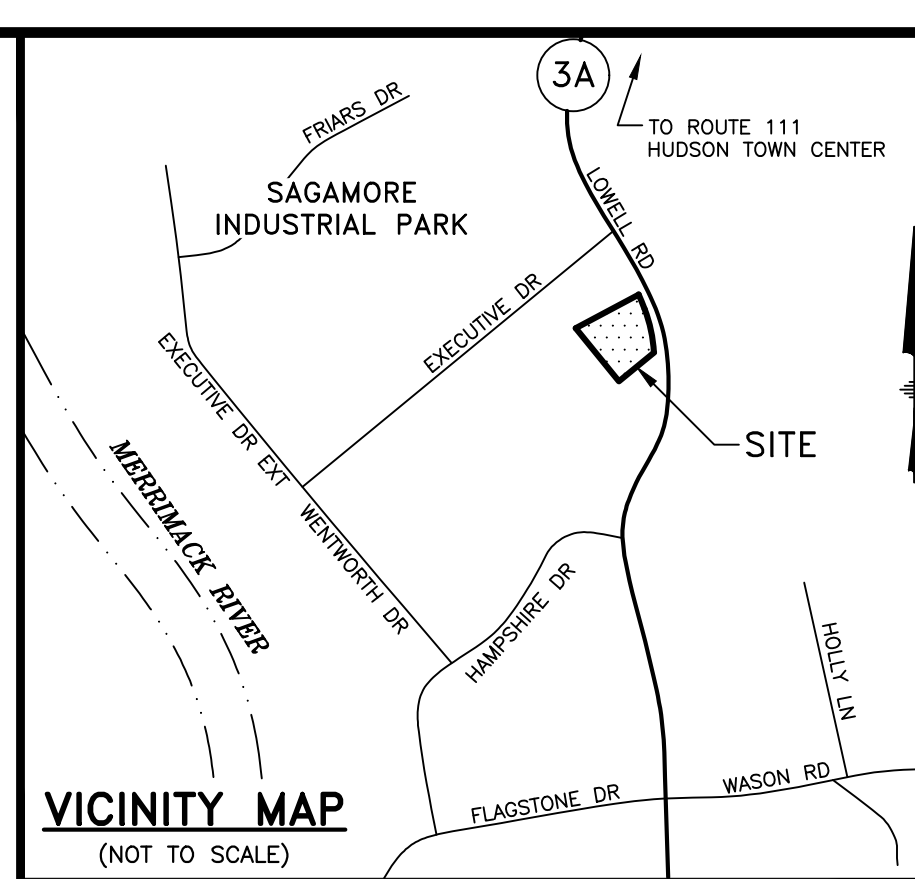 3A
TO ROUTE 111
HUDSON TOWN CENTER
FRIARS DR
SAGAMORE
INDUSTRIAL PARK
LOWELL RD
EXECUTIVE DR
EXECUTIVE DR EXT
SITE
MERRIMACK RIVER
WENTWORTH DR
HAMPSHIRE DR
HOLLY LN
WASON RD
FLAGSTONE DR
VICINITY MAP
(NOT TO SCALE)